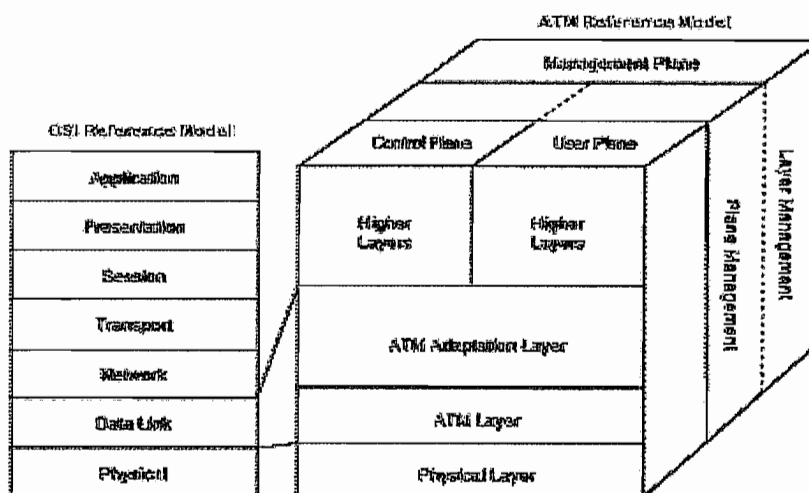 ATM Reference Model
Management Plane
OSI Reference Model
Control Plane
User Plane
Application
Presentation
Session
Transport
Network
Data Link
Physical
Higher
Layers
Higher
Layers
ATM Adaptation Layer
ATM Layer
Physical Layer
Plane Management
Layer Management